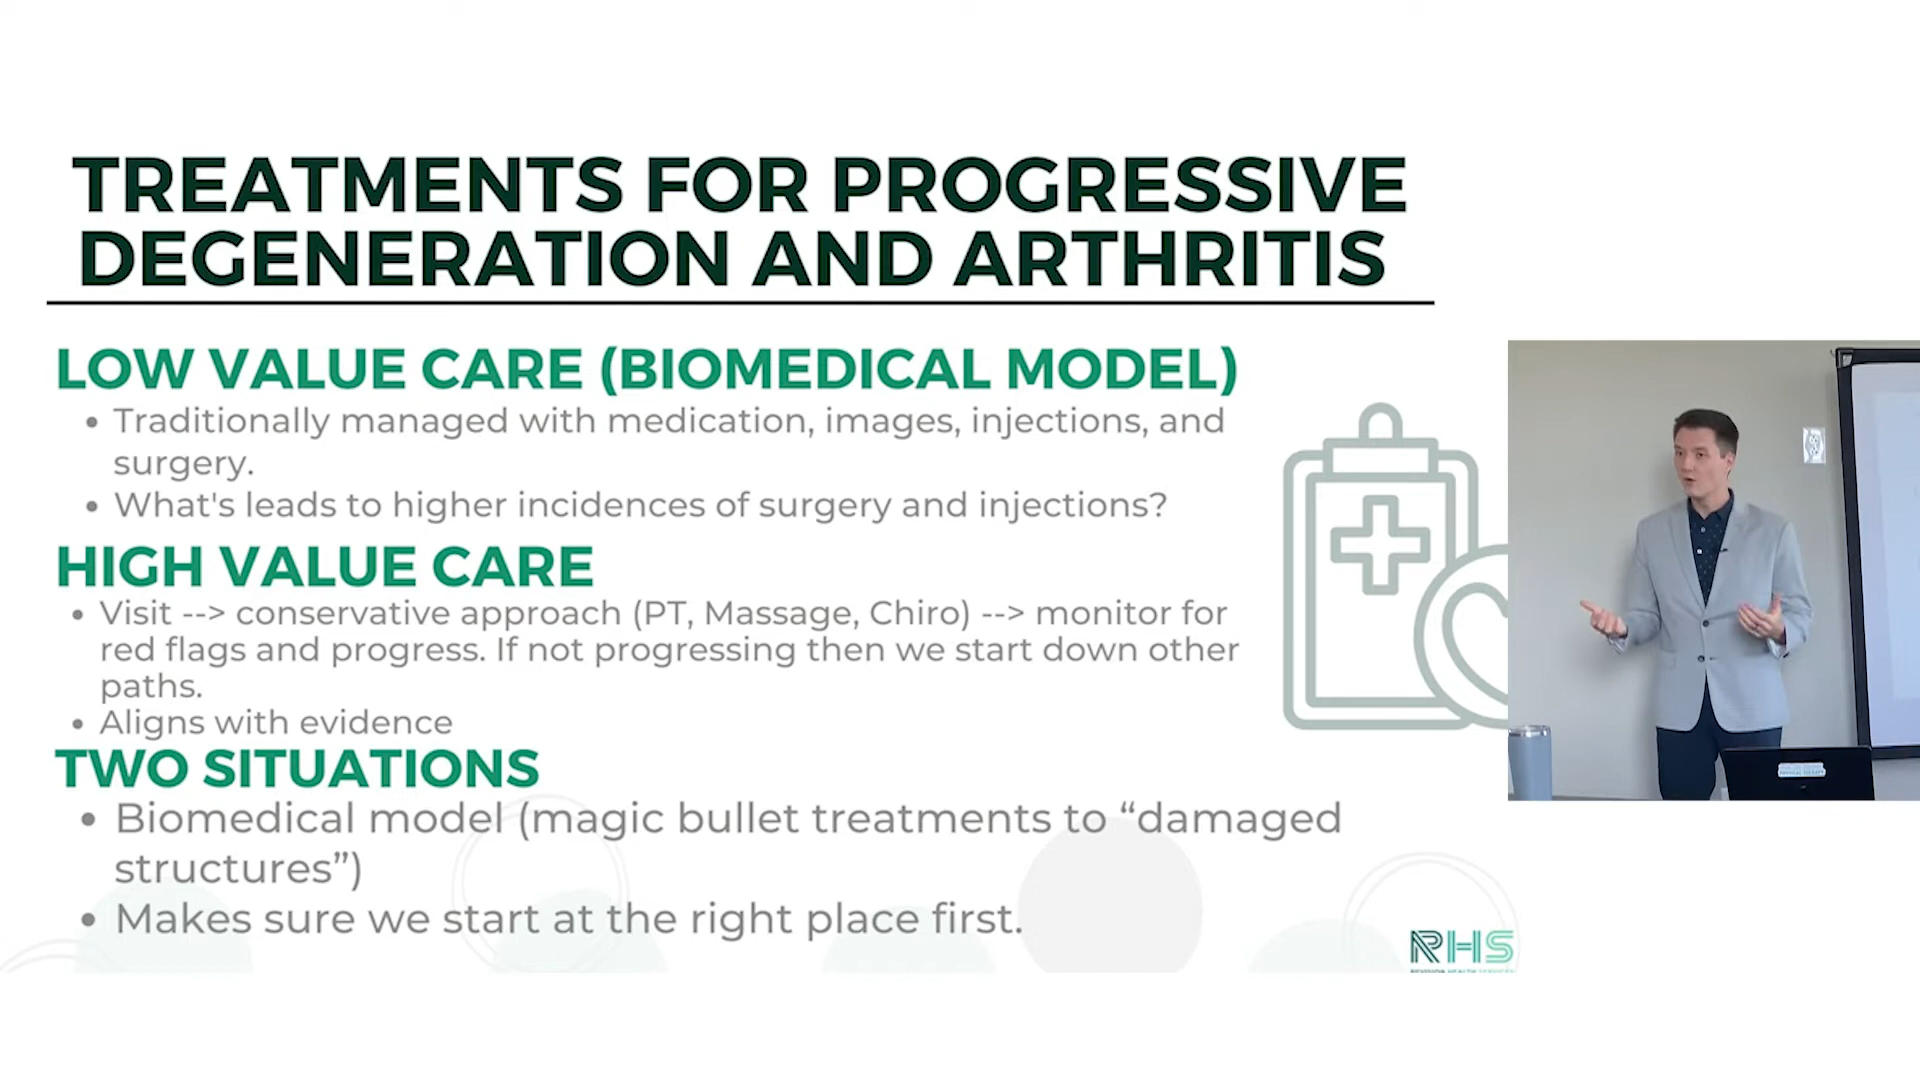 TREATMENTS FOR PROGRESSIVE
DEGENERATION AND ARTHRITIS
LOW VALUE CARE (BIOMEDICAL MODEL)
• Traditionally managed with medication, images, injections, and
surgery.
• What's leads to higher incidences of surgery and injections?
HIGH VALUE CARE
• Visit --> conservative approach (PT, Massage, Chiro) --> monitor for
red flags and progress. If not progressing then we start down other
paths.
• Aligns with evidence
TWO SITUATIONS
• Biomedical model (magic bullet treatments to “damaged
structures”)
• Makes sure we start at the right place first.
RHS